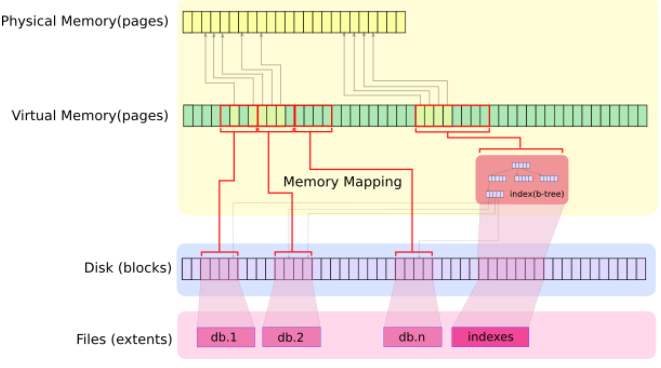 Physical Memory(pages)
Virtual Memory(pages)
Memory Mapping
index(b-tree)
Disk (blocks)
Files (extents)
db.1
db.2
db.n
indexes